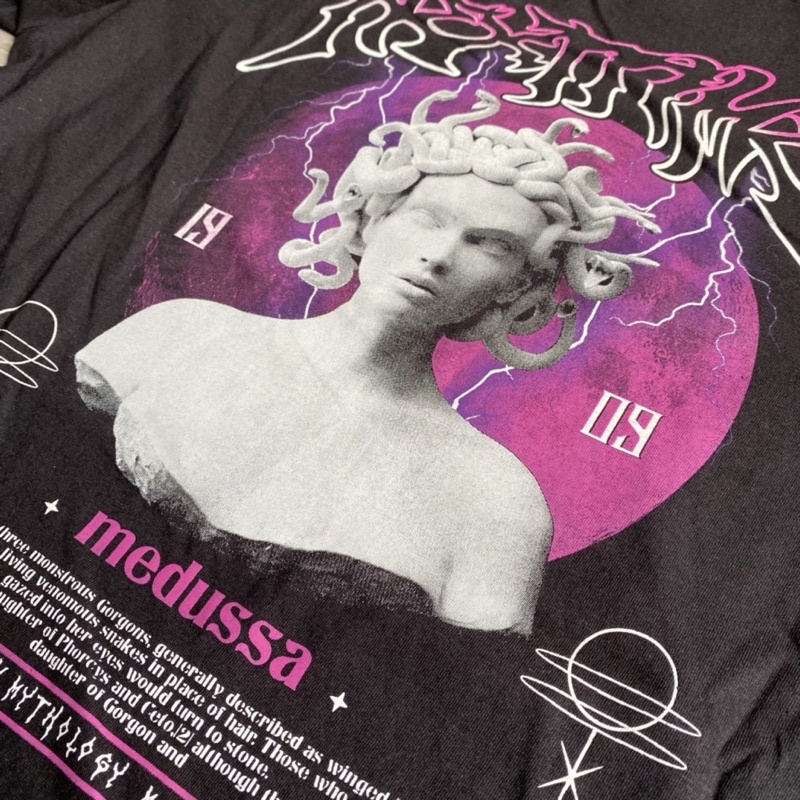 19
09
medussa
three monstrous Gorgons, generally described as winged
living venomous snakes in place of hair. Those who
gazed into her eyes would turn to stone.
daughter of Phorcys and Ceto,[2] although
daughter of Gorgon and
MYTHOLOGY